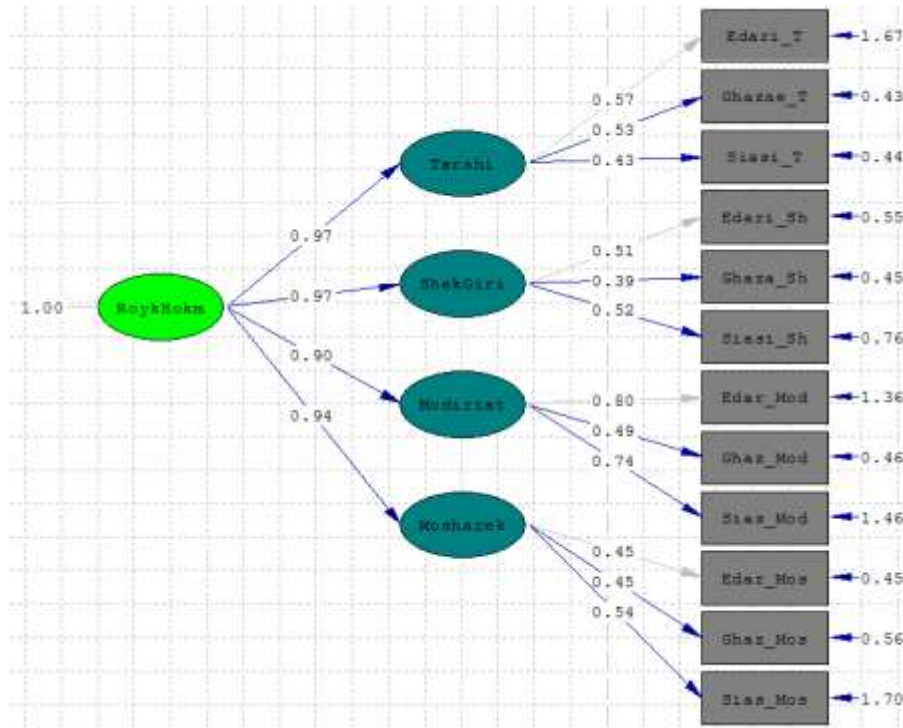 Edari_T
1.67
0.57
Ghazae_T
0.43
0.53
Tarahi
Siasi_T
0.44
0.43
Edari_Sh
0.55
0.97
0.51
ShekGiri
Ghaza_Sh
0.45
0.39
0.97
1.00
RoykHokm
0.52
Siasi_Sh
0.76
0.90
0.80
Edar_Mod
1.36
Modiriat
0.94
0.49
Ghaz_Mod
0.46
0.74
Sias_Mod
1.46
Mosharek
0.45
Edar_Mos
0.45
0.45
0.54
Ghaz_Mos
0.56
Sias_Mos
1.70